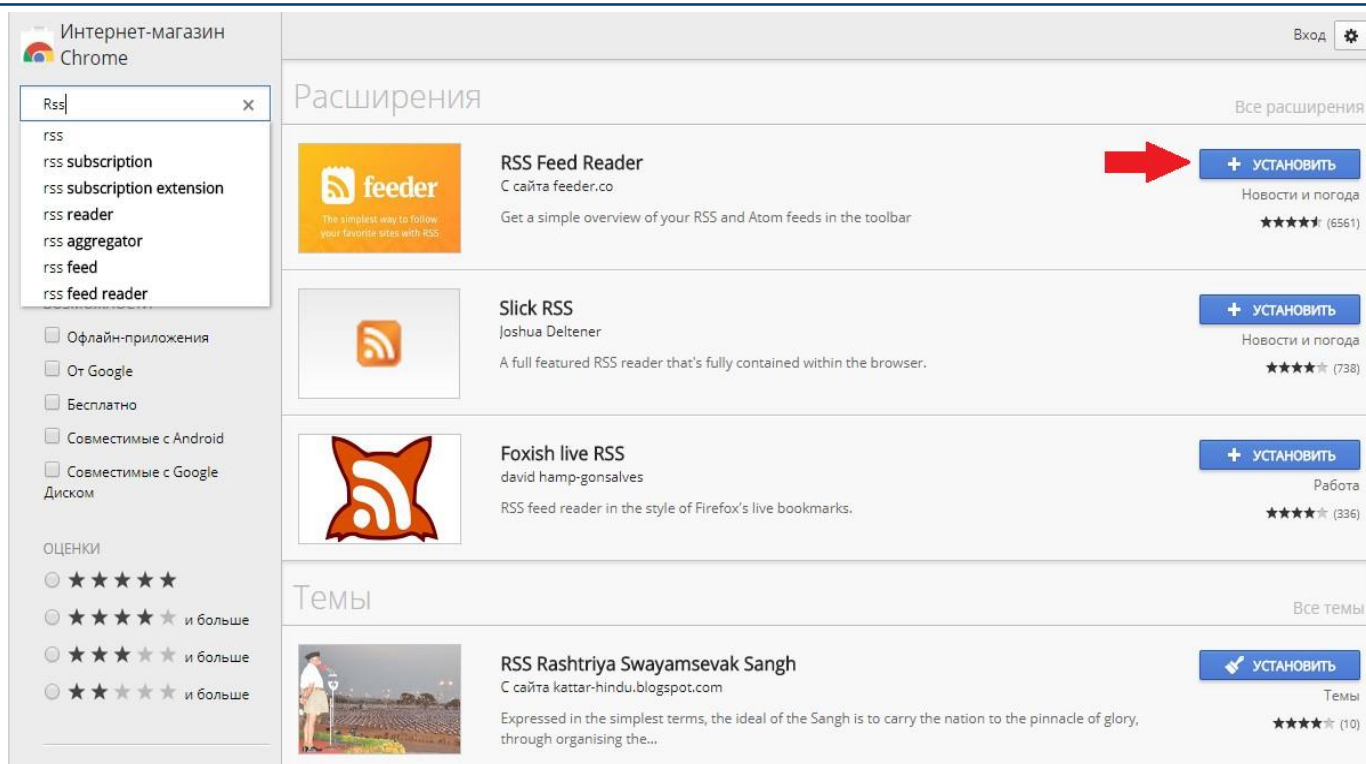 Интернет-магазин
Chrome
Rss
rss
rss subscription
rss subscription extension
rss reader
rss aggregator
rss feed
rss feed reader
Офлайн-приложения
От Google
Бесплатно
Совместимые с Android
Совместимые с Google
Диском
ОЦЕНКИ
и больше
и больше
и больше
Вход
Расширения
Все расширения
feeder
The simplest way to follow
your favorite sites with RSS
RSS Feed Reader
С сайта feeder.co
Get a simple overview of your RSS and Atom feeds in the toolbar
+ УСТАНОВИТЬ
Новости и погода
(6561)
Slick RSS
Joshua Deltener
A full featured RSS reader that's fully contained within the browser.
+ УСТАНОВИТЬ
Новости и погода
(738)
Foxish live RSS
david hamp-gonsalves
RSS feed reader in the style of Firefox's live bookmarks.
+ УСТАНОВИТЬ
Работа
(336)
Темы
Все темы
RSS Rashtriya Swayamsevak Sangh
С сайта kattar-hindu.blogspot.com
Expressed in the simplest terms, the ideal of the Sangh is to carry the nation to the pinnacle of glory,
through organising the...
УСТАНОВИТЬ
Темы
(10)